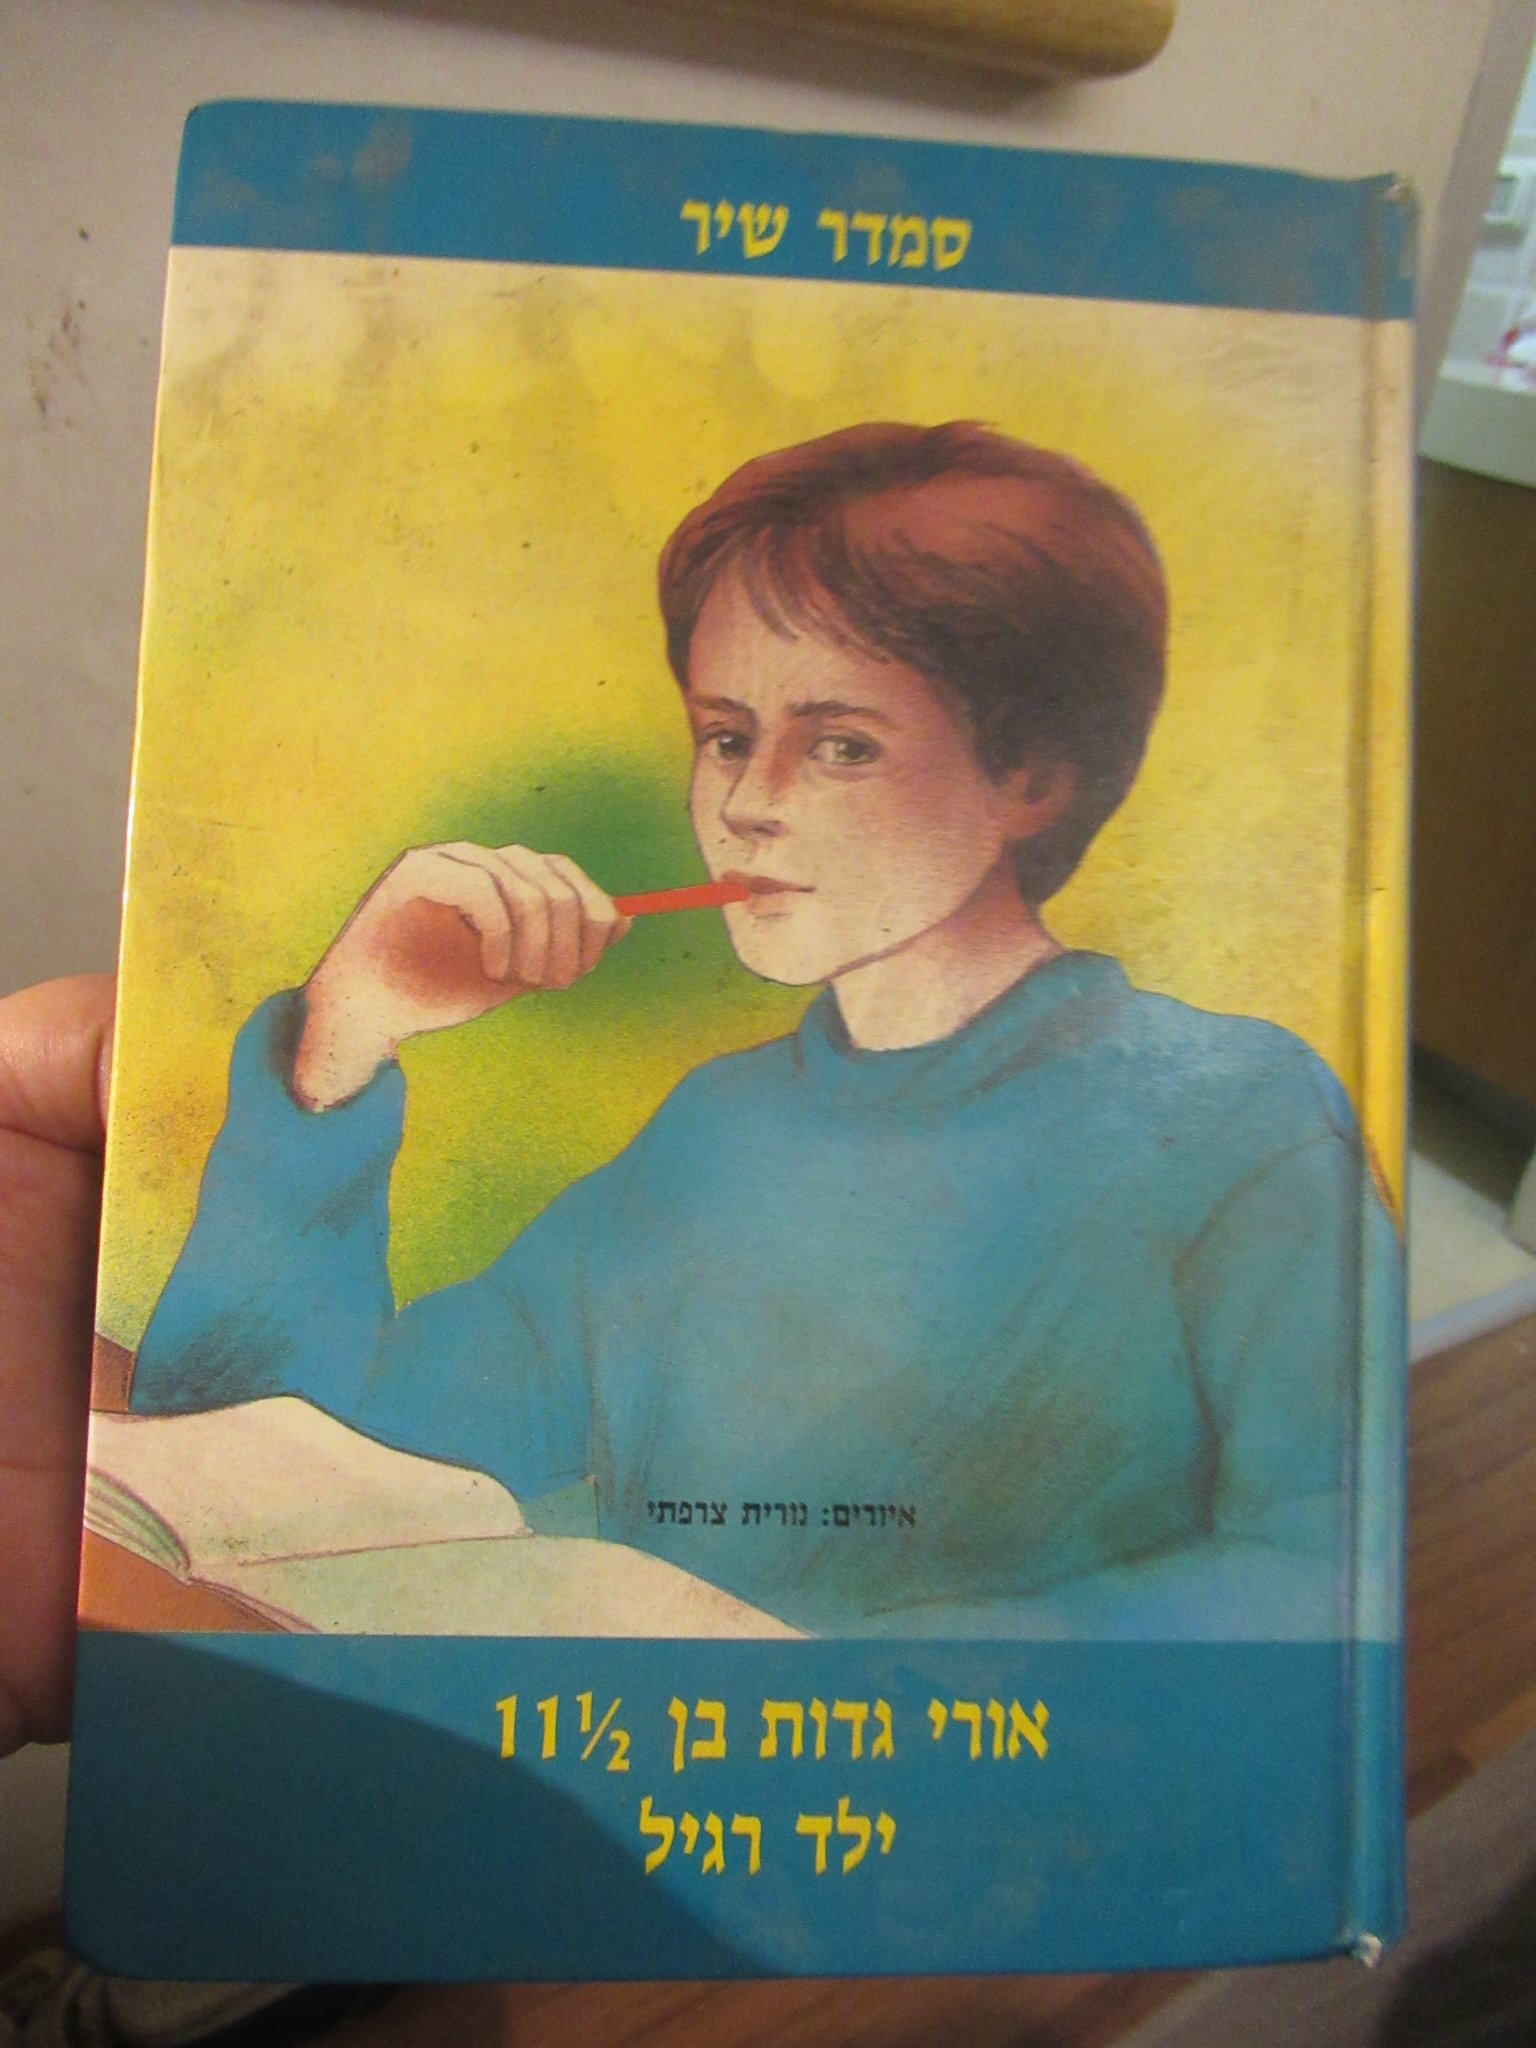 סמדר שיר
איורים: נורית צרפתי
אורי גדות בן 11½
ילד רגיל